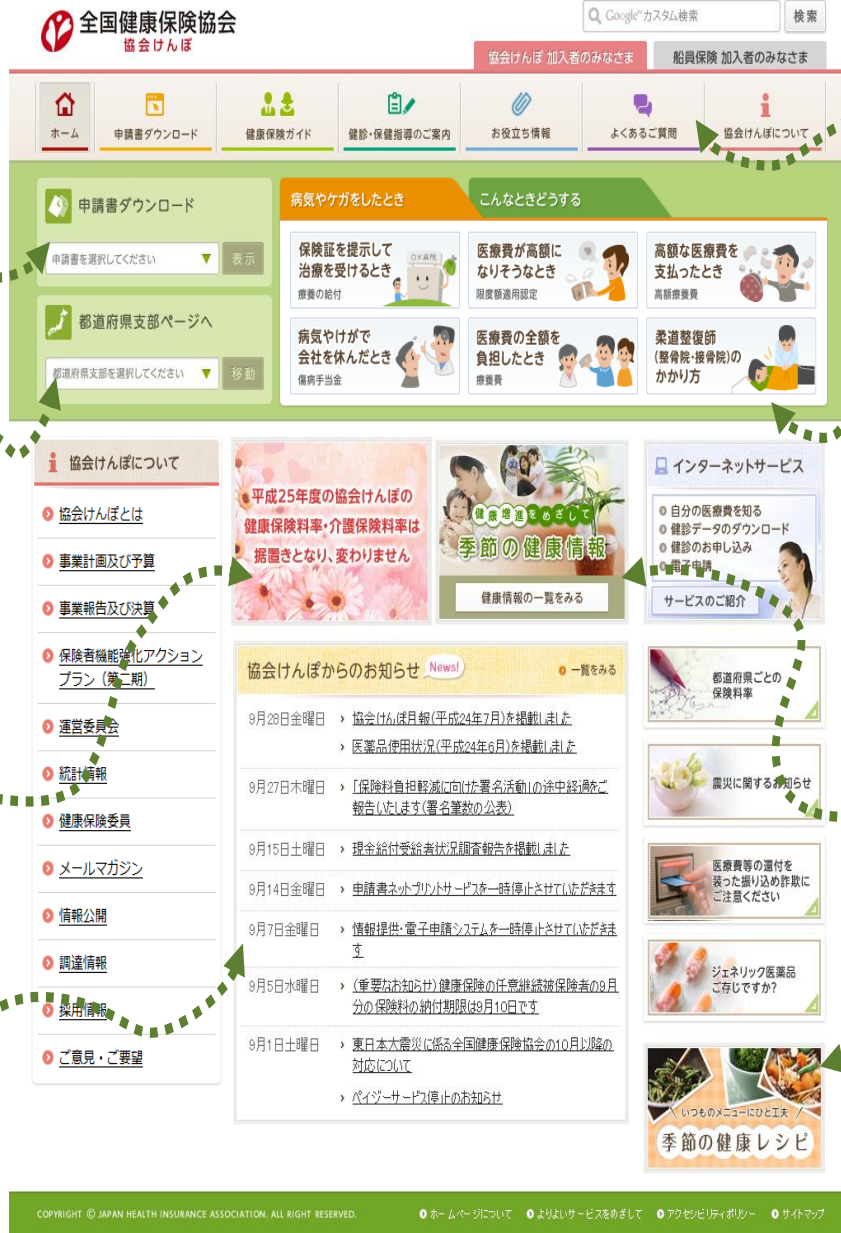 全国健康保険協会
協会けんぽ
Google™カスタム検索
検索
協会けんぽ 加入者のみなさま
船員保険 加入者のみなさま
ホーム
申請書ダウンロード
健康保険ガイド
健診・保健指導のご案内
お役立ち情報
よくあるご質問
協会けんぽについて
申請書ダウンロード
申請書を選択してください
表示
都道府県支部ページへ
都道府県支部を選択してください
移動
病気やケガをしたとき
こんなときどうする
保険証を提示して
治療を受けるとき
療養の給付
○×病院
医療費が高額に
なりそうなとき
限度額適用認定
高額な医療費を
支払ったとき
高額療養費
病気やけがで
会社を休んだとき
傷病手当金
医療費の全額を
負担したとき
療養費
柔道整復師
(整骨院・接骨院)の
かかり方
協会けんぽについて
協会けんぽとは
事業計画及び予算
事業報告及び決算
保険者機能強化アクション
プラン（第二期）
運営委員会
統計情報
健康保険委員
メールマガジン
情報公開
調達情報
採用情報
ご意見・ご要望
平成25年度の協会けんぽの
健康保険料率・介護保険料率は
据置きとなり、変わりません
健康増進をめざして
季節の健康情報
健康情報の一覧をみる
協会けんぽからのお知らせ
News!
一覧をみる
9月28日金曜日
協会けんぽ月報(平成24年7月)を掲載しました
医薬品使用状況(平成24年6月)を掲載しました
9月27日木曜日
「保険料負担軽減に向けた署名活動」の途中経過をご
報告いたします(署名筆数の公表)
9月15日土曜日
現金給付受給者状況調査報告を掲載しました
9月14日金曜日
申請書ネットプリントサービスを一時停止させていただきます
9月7日金曜日
情報提供・電子申請システムを一時停止させていただきま
す
9月5日水曜日
（重要なお知らせ）健康保険の任意継続被保険者の9月
分の保険料の納付期限は9月10日です
9月1日土曜日
東日本大震災に係る全国健康保険協会の10月以降の
対応について
ペイジーサービス停止のお知らせ
インターネットサービス
自分の医療費を知る
健診データのダウンロード
健診のお申し込み
電子申請
サービスのご紹介
都道府県ごとの
保険料率
震災に関するお知らせ
医療費等の還付を
装った振り込め詐欺に
ご注意ください
ジェネリック医薬品
ご存じですか?
いつものメニューにひと工夫
季節の健康レシピ
COPYRIGHT © JAPAN HEALTH INSURANCE ASSOCIATION. ALL RIGHT RESERVED.
ホームページについて
よりよいサービスをめざして
アクセシビリティポリシー
サイトマップ